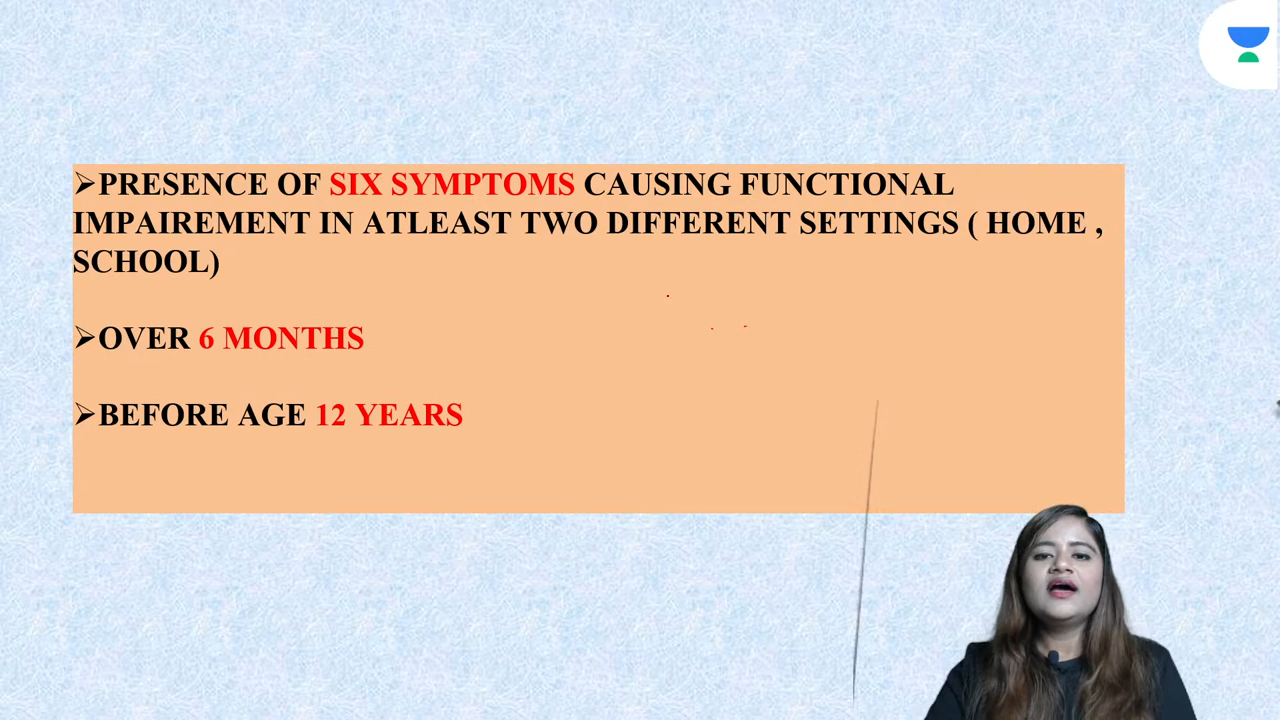 ➢PRESENCE OF SIX SYMPTOMS CAUSING FUNCTIONAL
IMPAIREMENT IN ATLEAST TWO DIFFERENT SETTINGS ( HOME ,
SCHOOL)
➢OVER 6 MONTHS
➢BEFORE AGE 12 YEARS